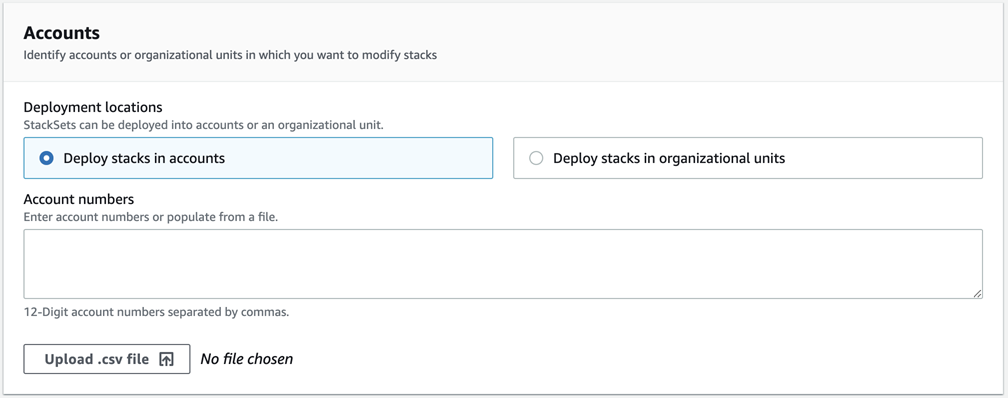 Accounts
Identify accounts or organizational units in which you want to modify stacks
Deployment locations
StackSets can be deployed into accounts or an organizational unit.
Deploy stacks in accounts
Deploy stacks in organizational units
Account numbers
Enter account numbers or populate from a file.
12-Digit account numbers separated by commas.
Upload .csv file
No file chosen